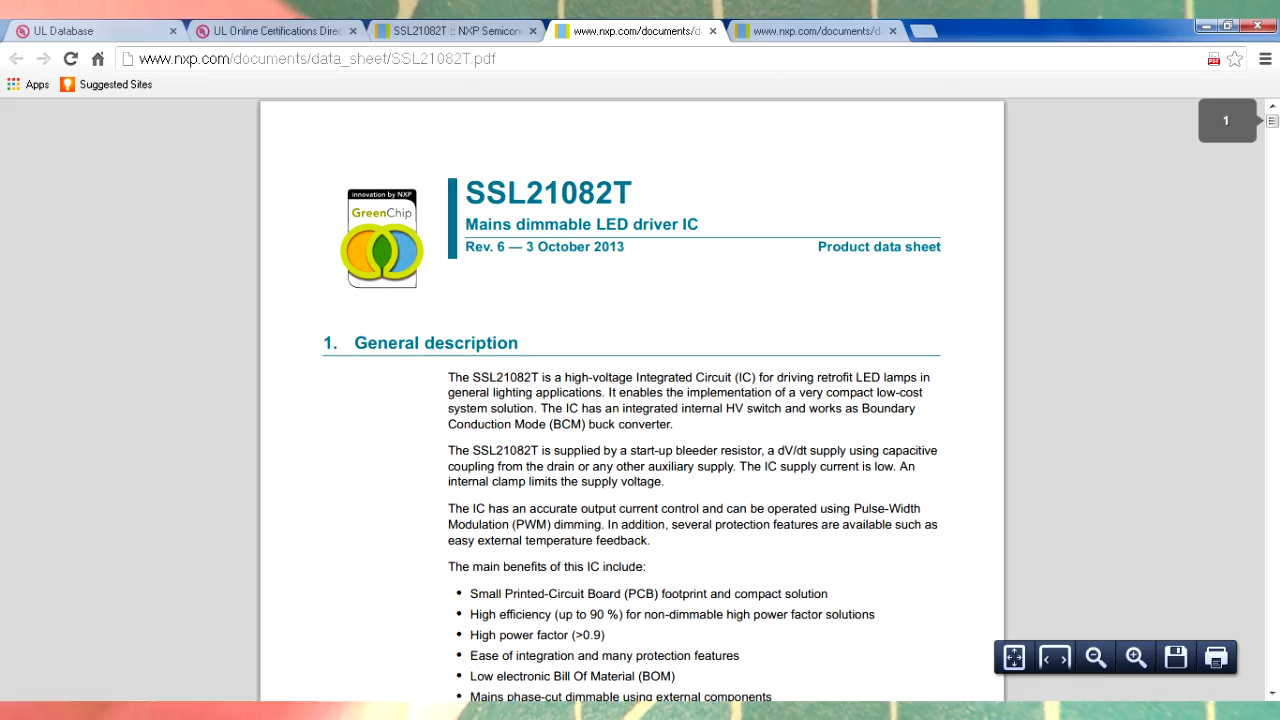 UL Database
UL Online Certifications Direc
SSL21082T :: NXP Semicon
www.nxp.com/documents/d
www.nxp.com/documents/d
www.nxp.com/documents/data_sheet/SSL21082T.pdf
Apps
Suggested Sites
1
innovation by NXP
GreenChip
SSL21082T
Mains dimmable LED driver IC
Rev. 6 — 3 October 2013
Product data sheet
1. General description
The SSL21082T is a high-voltage Integrated Circuit (IC) for driving retrofit LED lamps in
general lighting applications. It enables the implementation of a very compact low-cost
system solution. The IC has an integrated internal HV switch and works as Boundary
Conduction Mode (BCM) buck converter.
The SSL21082T is supplied by a start-up bleeder resistor, a dV/dt supply using capacitive
coupling from the drain or any other auxiliary supply. The IC supply current is low. An
internal clamp limits the supply voltage.
The IC has an accurate output current control and can be operated using Pulse-Width
Modulation (PWM) dimming. In addition, several protection features are available such as
easy external temperature feedback.
The main benefits of this IC include:
• Small Printed-Circuit Board (PCB) footprint and compact solution
• High efficiency (up to 90 %) for non-dimmable high power factor solutions
• High power factor (>0.9)
• Ease of integration and many protection features
• Low electronic Bill Of Material (BOM)
• Mains phase-cut dimmable using external components